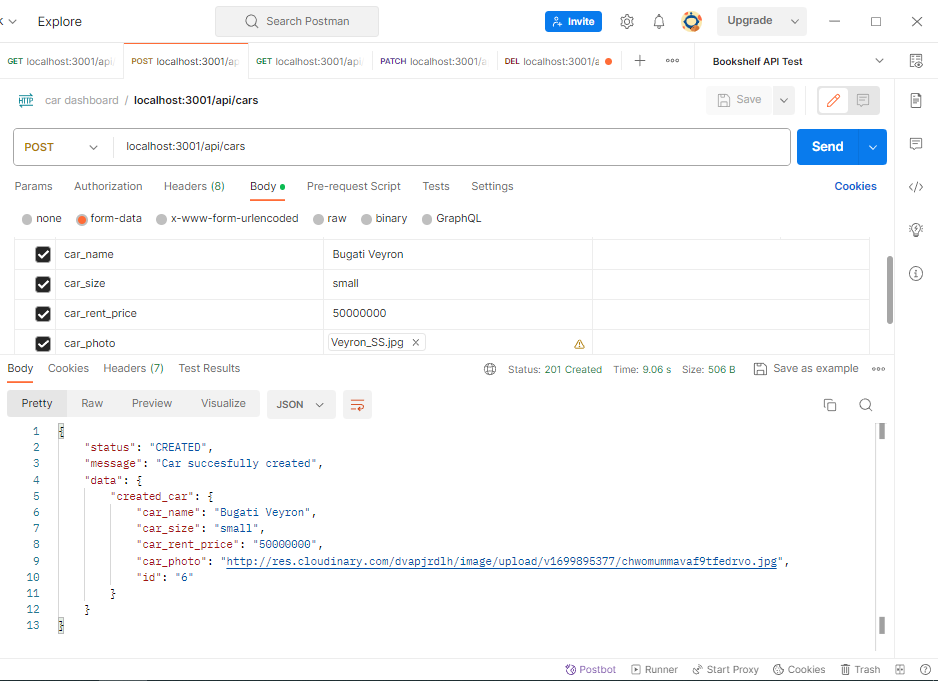 Explore Search Postman Invite Upgrade
GET localhost:3001/api/ POST localhost:3001/ap GET localhost:3001/api/ PATCH localhost:3001/a DEL localhost:3001/a Bookshelf API Test
HTTP car dashboard / localhost:3001/api/cars Save
POST localhost:3001/api/cars Send
Params Authorization Headers (8) Body Pre-request Script Tests Settings Cookies
none form-data x-www-form-urlencoded raw binary GraphQL
car_name Bugati Veyron
car_size small
car_rent_price 50000000
car_photo Veyron_SS.jpg
Body Cookies Headers (7) Test Results Status: 201 Created Time: 9.06 s Size: 506 B Save as example
Pretty Raw Preview Visualize JSON
1 {
2 "status": "CREATED",
3 "message": "Car succesfully created",
4 "data": {
5 "created_car": {
6 "car_name": "Bugati Veyron",
7 "car_size": "small",
8 "car_rent_price": "50000000",
9 "car_photo": "http://res.cloudinary.com/dvapjrdlh/image/upload/v1699895377/chwomummavaf9tfedrvo.jpg",
10 "id": "6"
11 }
12 }
13 }
Postbot Runner Start Proxy Cookies Trash